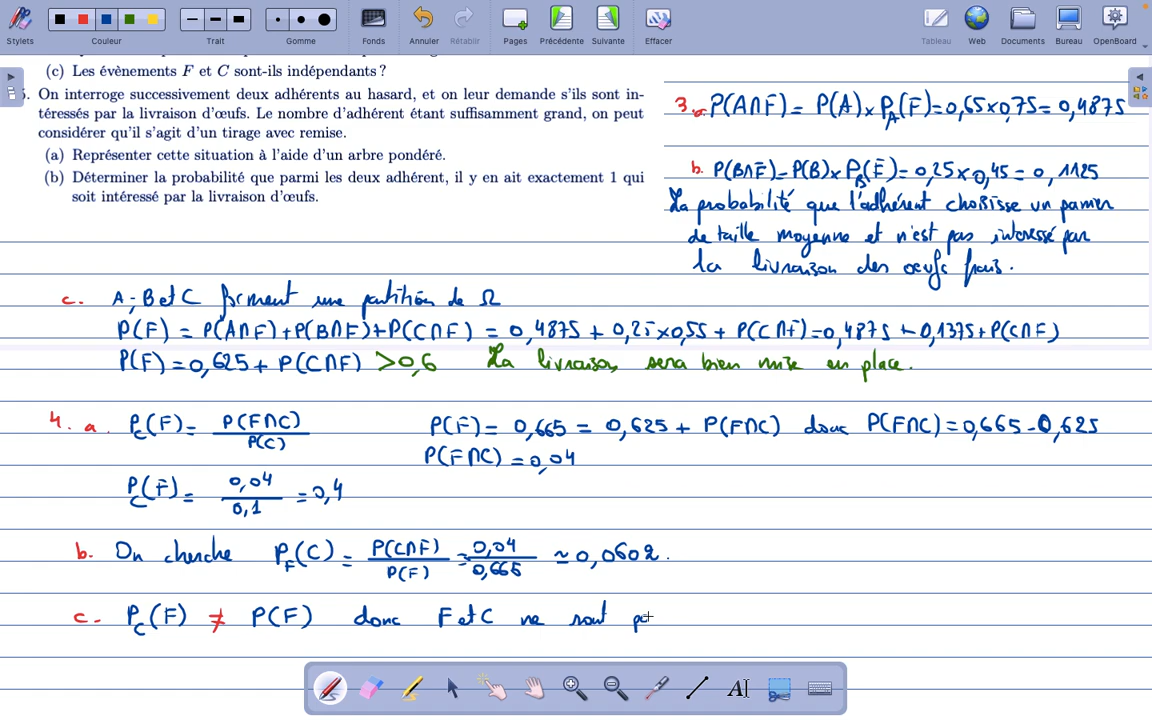 Stylets
Couleur
Trait
Gomme
Fonds
Annuler
Rétablir
Pages
Précédente
Suivante
Effacer
Tableau
Web
Documents
Bureau
OpenBoard
(c) Les évènements F et C sont-ils indépendants ?
5. On interroge successivement deux adhérents au hasard, et on leur demande s'ils sont in-
téressés par la livraison d'œufs. Le nombre d'adhérent étant suffisamment grand, on peut
considérer qu'il s'agit d'un tirage avec remise.
(a) Représenter cette situation à l'aide d'un arbre pondéré.
(b) Déterminer la probabilité que parmi les deux adhérent, il y en ait exactement 1 qui
soit intéressé par la livraison d'œufs.
3. a. P(A∩F) = P(A) × P_A(F) = 0,65 × 0,75 = 0,4875
b. P(B∩F̄) = P(B) × P_B(F̄) = 0,25 × 0,45 = 0,1125
La probabilité que l'adhérent choisisse un panier
de taille moyenne et n'est pas intéressé par
la livraison des œufs frais.
c. A ; B et C forment une partition de Ω
P(F) = P(A∩F) + P(B∩F) + P(C∩F) = 0,4875 + 0,25 × 0,55 + P(C∩F) = 0,4875 + 0,1375 + P(C∩F)
P(F) = 0,625 + P(C∩F) > 0,6 La livraison sera bien mise en place.
4. a. P_C(F) = P(F∩C) / P(C) P(F) = 0,665 = 0,625 + P(F∩C) donc P(F∩C) = 0,665 - 0,625
P(F∩C) = 0,04
P_C(F) = 0,04 / 0,1 = 0,4
b. On cherche P_F(C) = P(C∩F) / P(F) = 0,04 / 0,665 ≈ 0,0602.
c. P_C(F) ≠ P(F) donc F et C ne sont p
AI